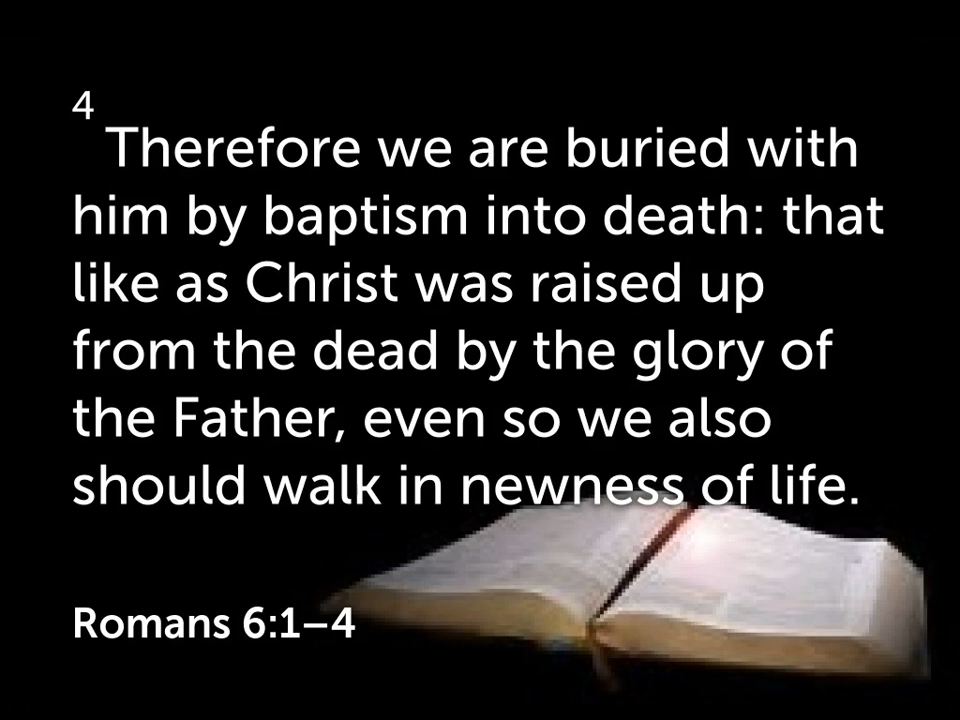 4
Therefore we are buried with
him by baptism into death: that
like as Christ was raised up
from the dead by the glory of
the Father, even so we also
should walk in newness of life.
Romans 6:1–4